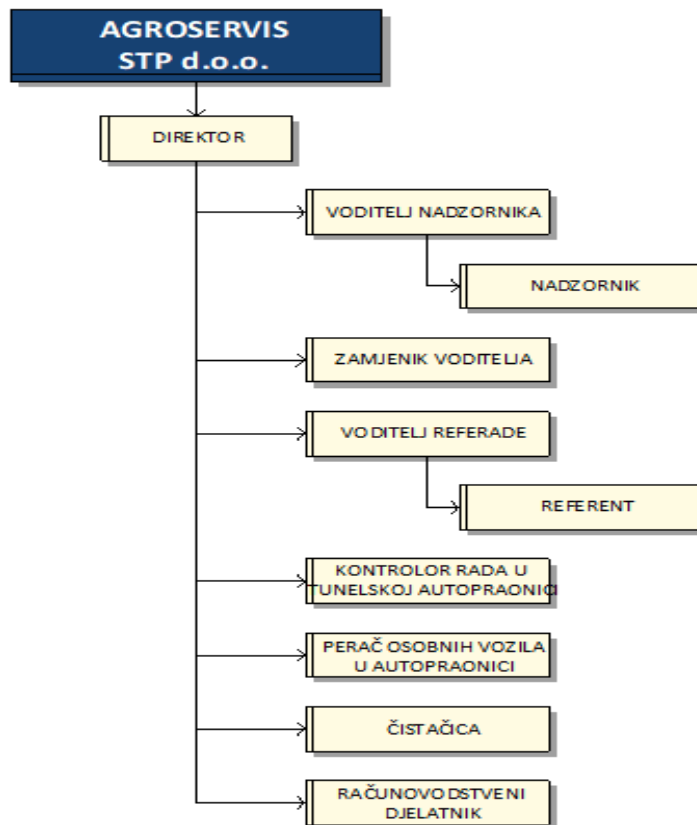 AGROSERVIS
STP d.o.o.
DIREKTOR
VODITELJ NADZORNIKA
NADZORNIK
ZAMJENIK VODITELJA
VODITELJ REFERADE
REFERENT
KONTROLOR RADA U
TUNELSKOJ AUTOPRAONICI
PERAČ OSOBNIH VOZILA
U AUTOPRAONICI
ČISTAČICA
RAČUNOVODSTVENI
DJELATNIK